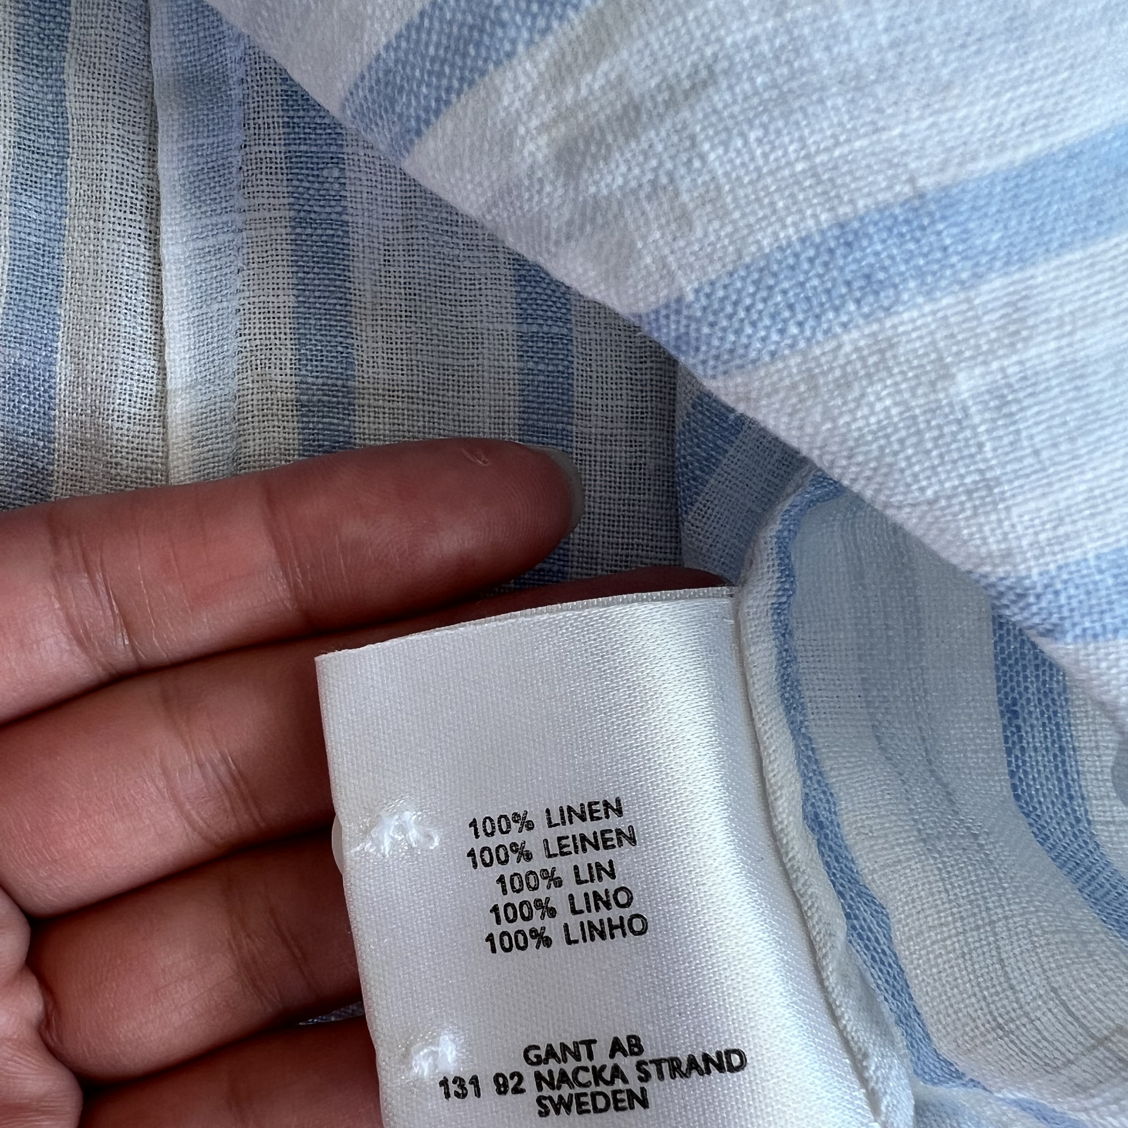 100% LINEN
100% LEINEN
100% LIN
100% LINO
100% LINHO
GANT AB
131 92 NACKA STRAND
SWEDEN